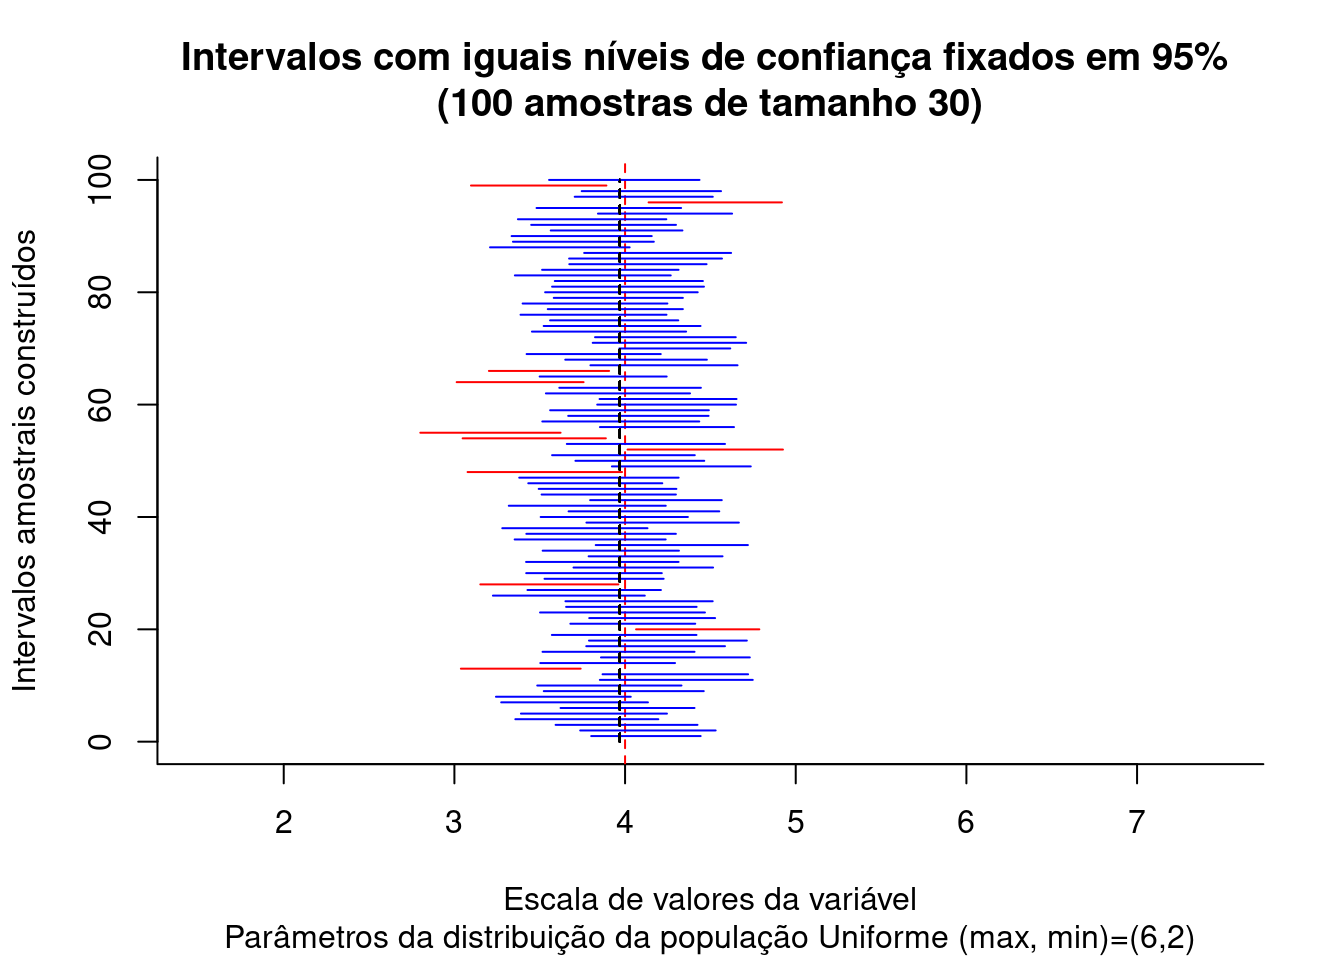 Intervalos com iguais níveis de confiança fixados em 95%
(100 amostras de tamanho 30)
Intervalos amostrais construídos
100
80
60
40
20
0
2 3 4 5 6 7
Escala de valores da variável
Parâmetros da distribuição da população Uniforme (max, min)=(6,2)